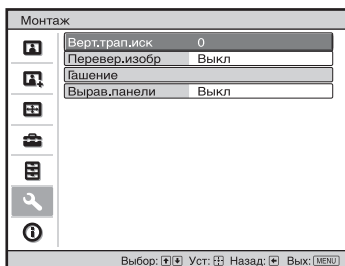 Монтаж
Верт.трап.иск 0
Перевер.изобр Выкл
Гашение
Вырав.панели Выкл
Выбор: Уст: Назад: Вых: MENU